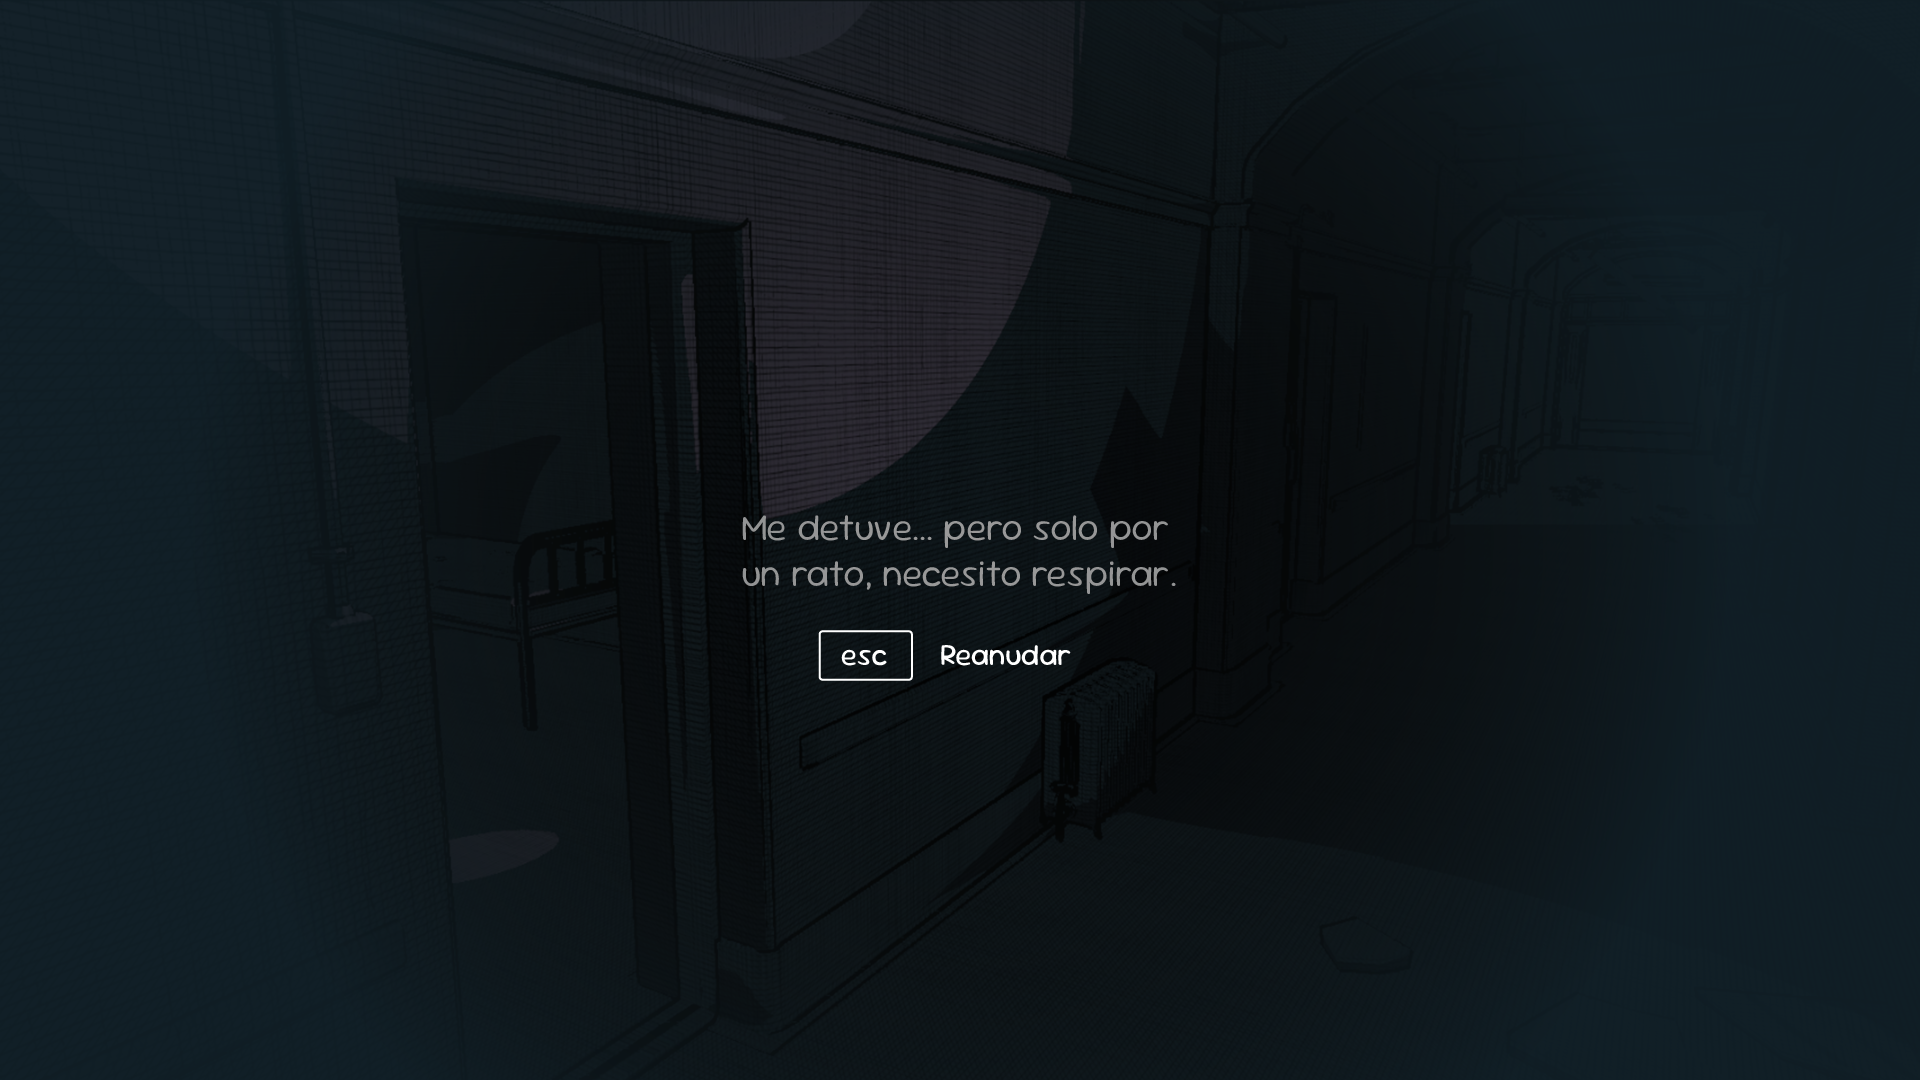 Me detuve... pero solo por
un rato, necesito respirar.
esc Reanudar